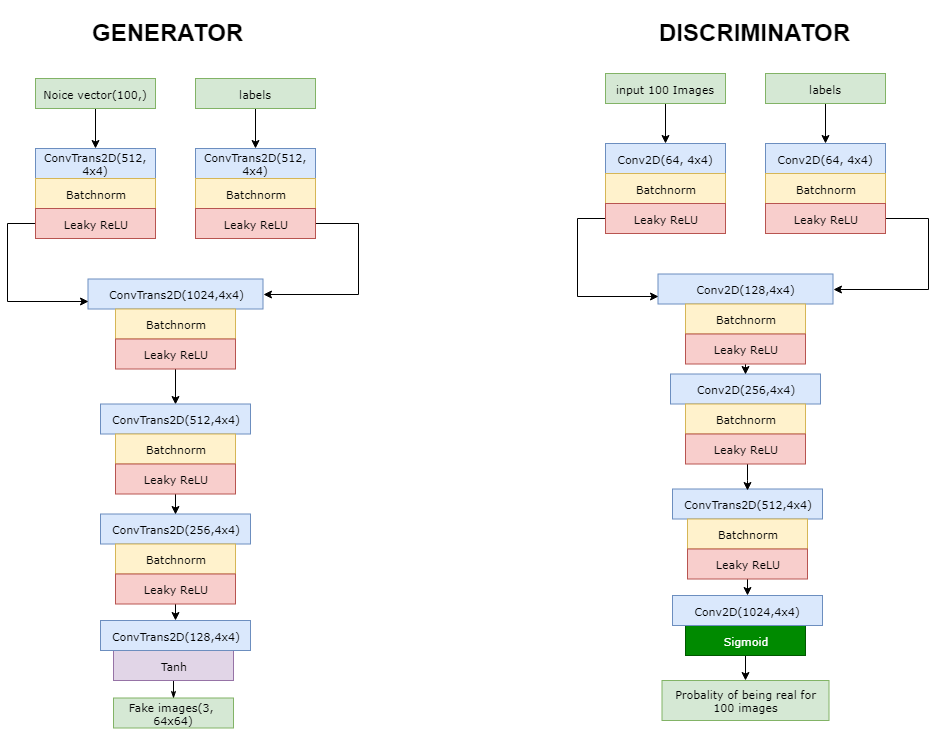 GENERATOR
Noice vector(100,)
labels
ConvTrans2D(512,
4x4)
ConvTrans2D(512,
4x4)
Batchnorm
Batchnorm
Leaky ReLU
Leaky ReLU
ConvTrans2D(1024,4x4)
Batchnorm
Leaky ReLU
ConvTrans2D(512,4x4)
Batchnorm
Leaky ReLU
ConvTrans2D(256,4x4)
Batchnorm
Leaky ReLU
ConvTrans2D(128,4x4)
Tanh
Fake images(3,
64x64)
DISCRIMINATOR
input 100 Images
labels
Conv2D(64, 4x4)
Conv2D(64, 4x4)
Batchnorm
Batchnorm
Leaky ReLU
Leaky ReLU
Conv2D(128,4x4)
Batchnorm
Leaky ReLU
Conv2D(256,4x4)
Batchnorm
Leaky ReLU
ConvTrans2D(512,4x4)
Batchnorm
Leaky ReLU
Conv2D(1024,4x4)
Sigmoid
Probality of being real for
100 images